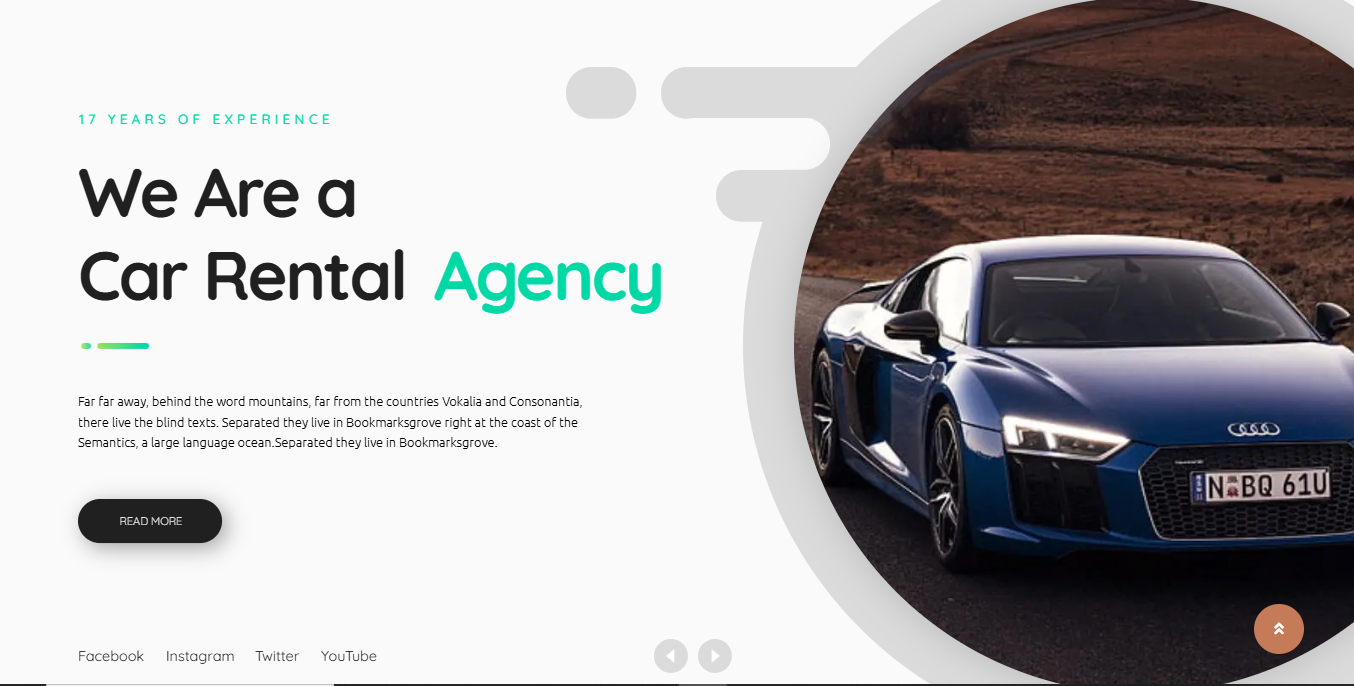 17 YEARS OF EXPERIENCE
We Are a
Car Rental Agency
Far far away, behind the word mountains, far from the countries Vokalia and Consonantia,
there live the blind texts. Separated they live in Bookmarksgrove right at the coast of the
Semantics, a large language ocean.Separated they live in Bookmarksgrove.
N BQ 61U
READ MORE
Facebook Instagram Twitter YouTube